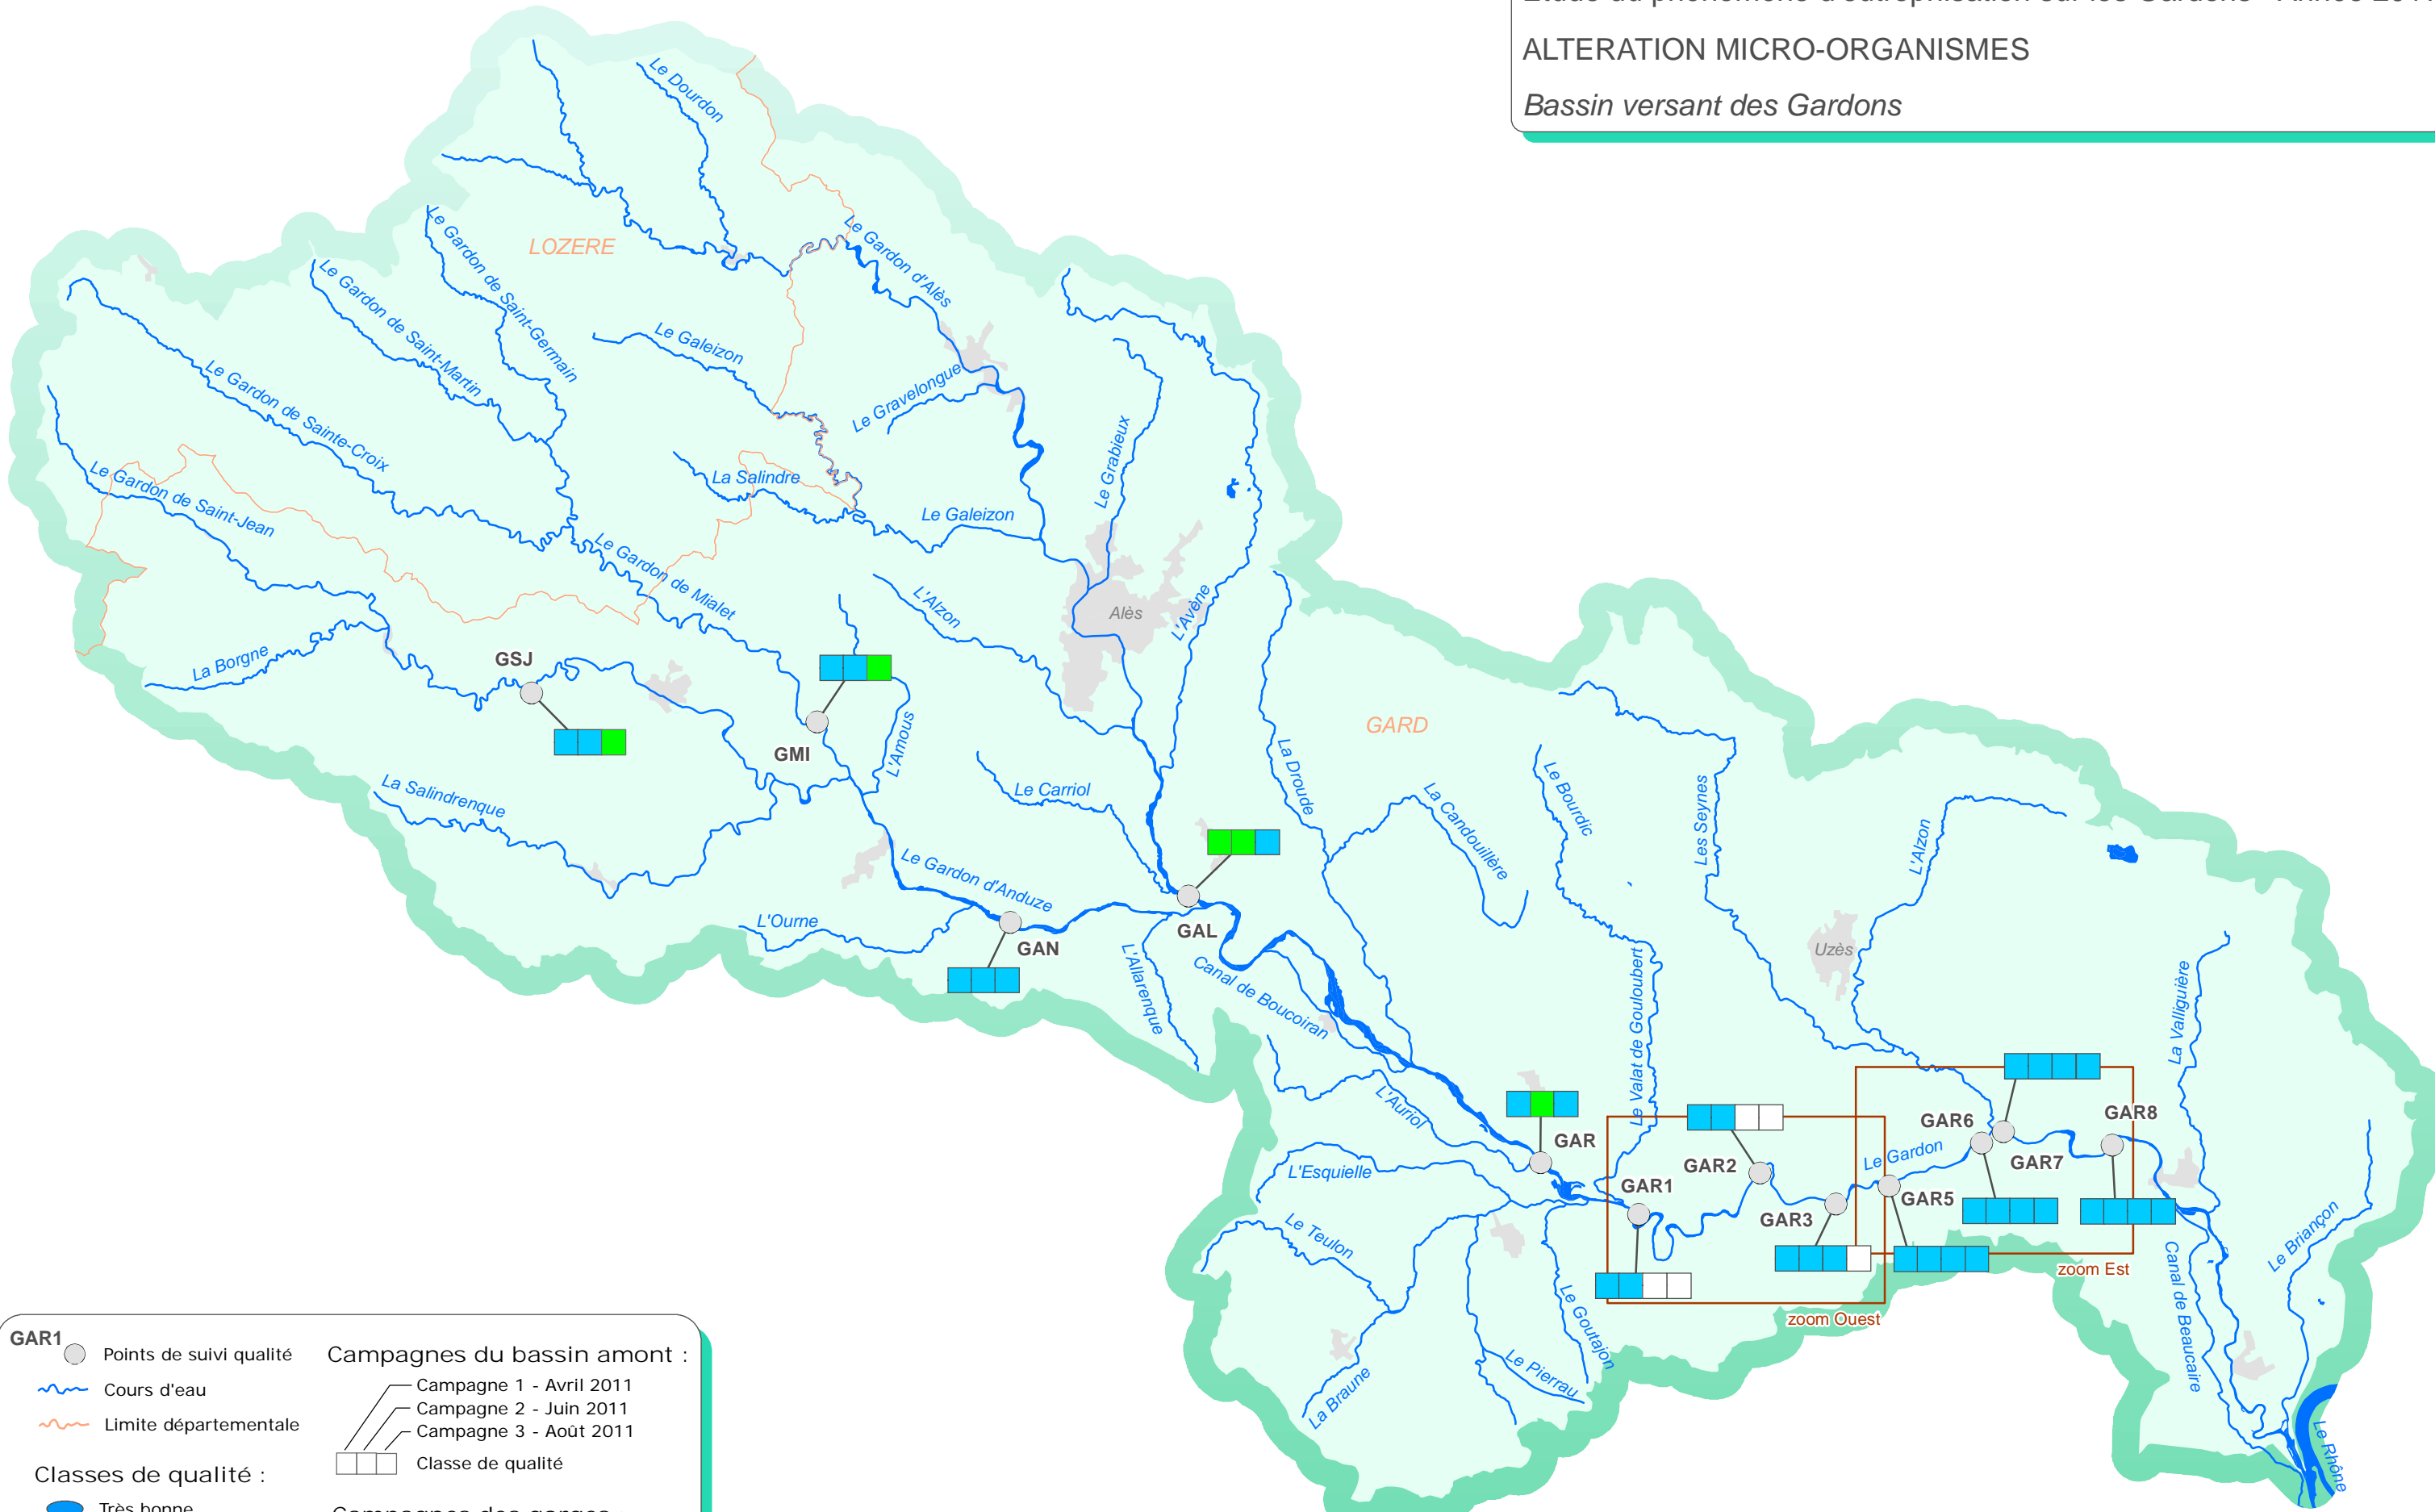 ALTERATION MICRO-ORGANISMES
Bassin versant des Gardons
Le Dourdon
LOZERE
Le Gardon d'Alès
Le Gardon de Saint-Germain
Le Gardon de Saint-Martin
Le Galeizon
Le Gardon de Sainte-Croix
Le Gravelongue
Le Grabieux
Le Gardon de Saint-Jean
La Salindre
Le Galeizon
Le Gardon de Mialet
L'Alzon
Alès
L'Avène
La Borgne
GSJ
GMI
L'Amous
GARD
La Droude
La Salindrenque
Le Carriol
La Candouillère
Le Bourdic
Les Seynes
L'Alzon
Le Gardon d'Anduze
L'Ourne
GAN
GAL
Uzès
L'Allarenque
Canal de Boucoiran
Le Valat de Gouloubert
La Valliguière
L'Auriol
GAR
GAR6
GAR8
Le Gardon
GAR2
GAR7
L'Esquielle
GAR1
GAR5
GAR3
Le Teulon
Le Briançon
zoom Est
Canal de Beaucaire
zoom Ouest
Le Goutajon
Le Pierrau
La Braune
Le Rhône
GAR1
Points de suivi qualité
Cours d'eau
Limite départementale
Classes de qualité :
Très bonne
Campagnes du bassin amont :
Campagne 1 - Avril 2011
Campagne 2 - Juin 2011
Campagne 3 - Août 2011
Classe de qualité